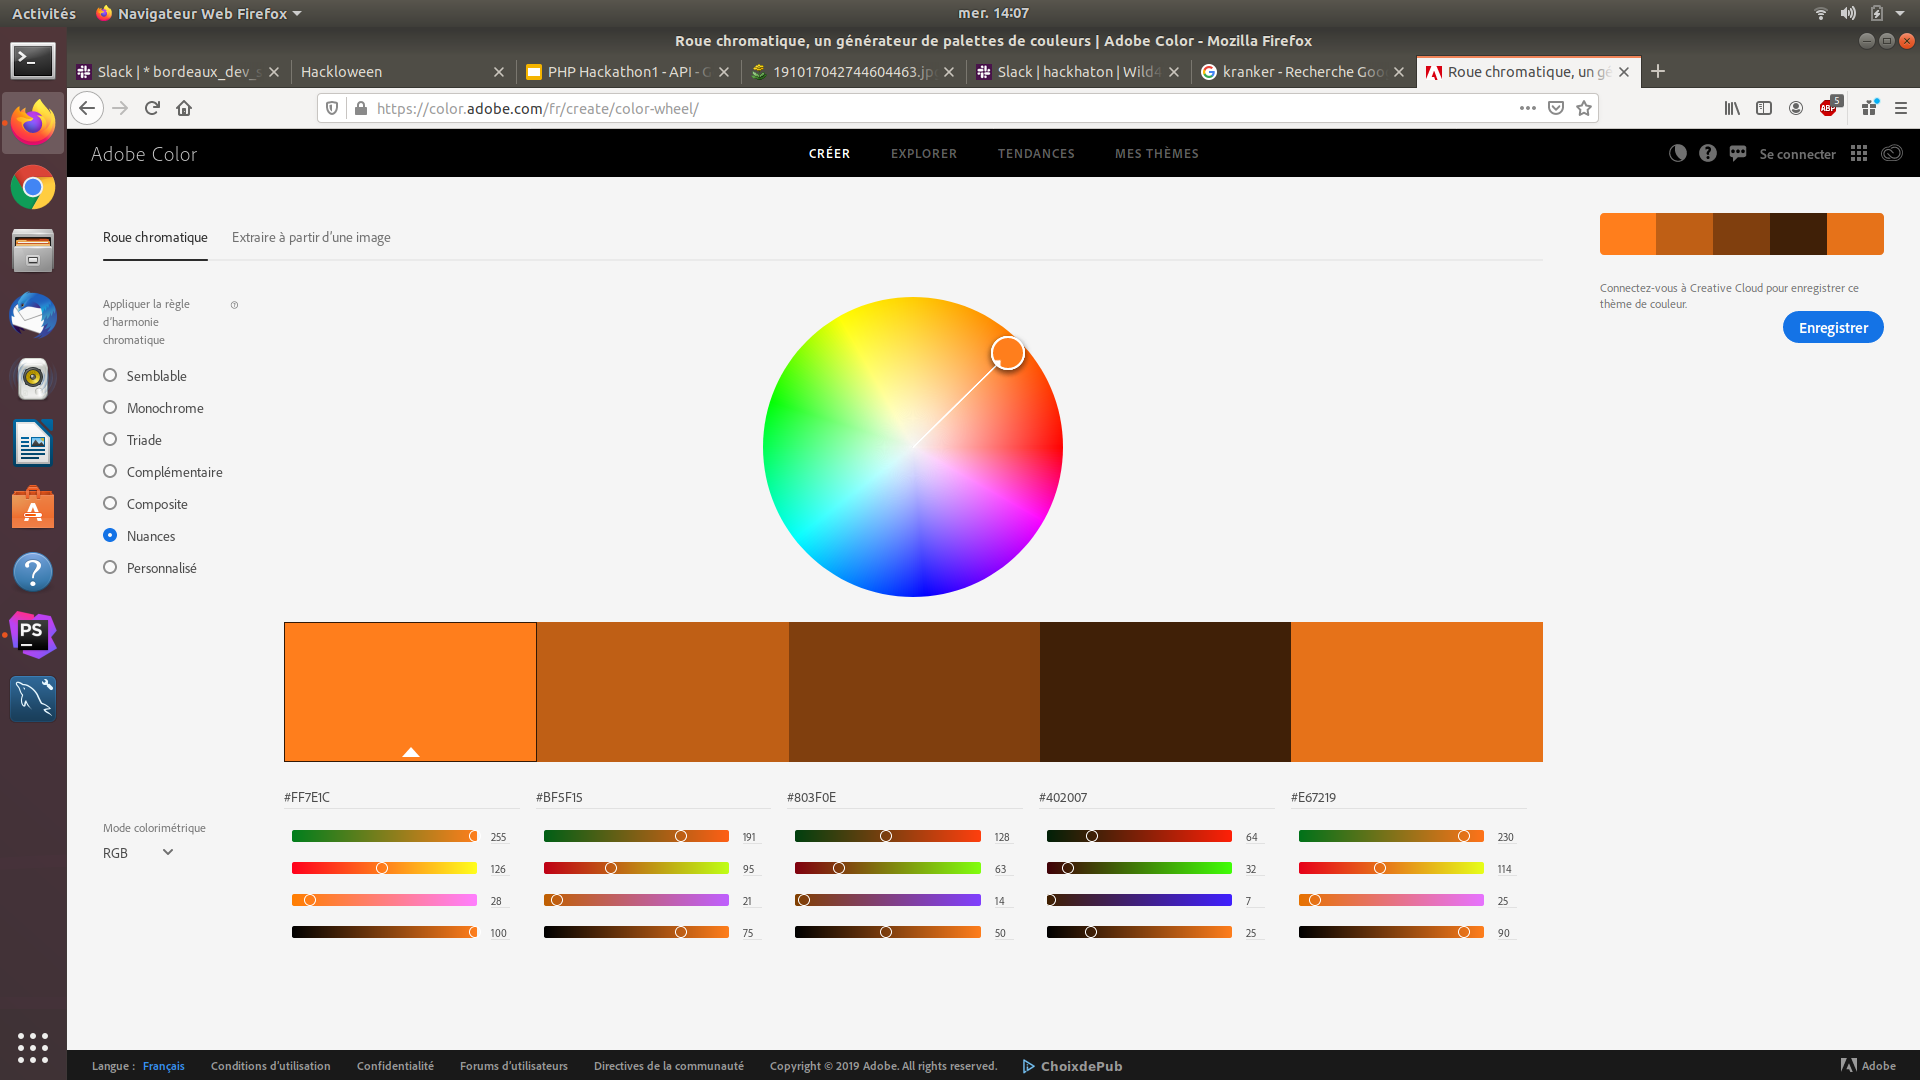 Activités Navigateur Web Firefox mer. 14:07
Roue chromatique, un générateur de palettes de couleurs | Adobe Color - Mozilla Firefox
Slack | * bordeaux_dev_s Hackloween PHP Hackathon1 - API - G 191017042744604463.jp Slack | hackhaton | Wild4 kranker - Recherche Goo Roue chromatique, un gé
https://color.adobe.com/fr/create/color-wheel/ ABP 5
Adobe Color CRÉER EXPLORER TENDANCES MES THÈMES Se connecter
Roue chromatique Extraire à partir d'une image
Connectez-vous à Creative Cloud pour enregistrer ce
thème de couleur.
Enregistrer
Appliquer la règle
d'harmonie
chromatique
Semblable
Monochrome
Triade
Complémentaire
Composite
Nuances
Personnalisé
PS
#FF7E1C #BF5F15 #803F0E #402007 #E67219
Mode colorimétrique
RGB
255 191 128 64 230
126 95 63 32 114
28 21 14 7 25
100 75 50 25 90
Langue : Français Conditions d'utilisation Confidentialité Forums d'utilisateurs Directives de la communauté Copyright © 2019 Adobe. All rights reserved. ChoixdePub Adobe